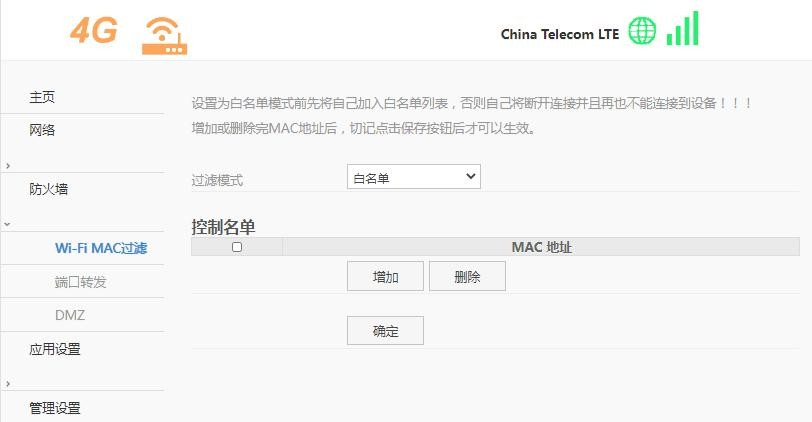 4G
China Telecom LTE
主页
网络
防火墙
Wi-Fi MAC过滤
端口转发
DMZ
应用设置
管理设置
设置为白名单模式前先将自己加入白名单列表，否则自己将断开连接并且再也不能连接到设备！！！
增加或删除完MAC地址后，切记点击保存按钮后才可以生效。
过滤模式 白名单
控制名单
MAC 地址
增加 删除
确定